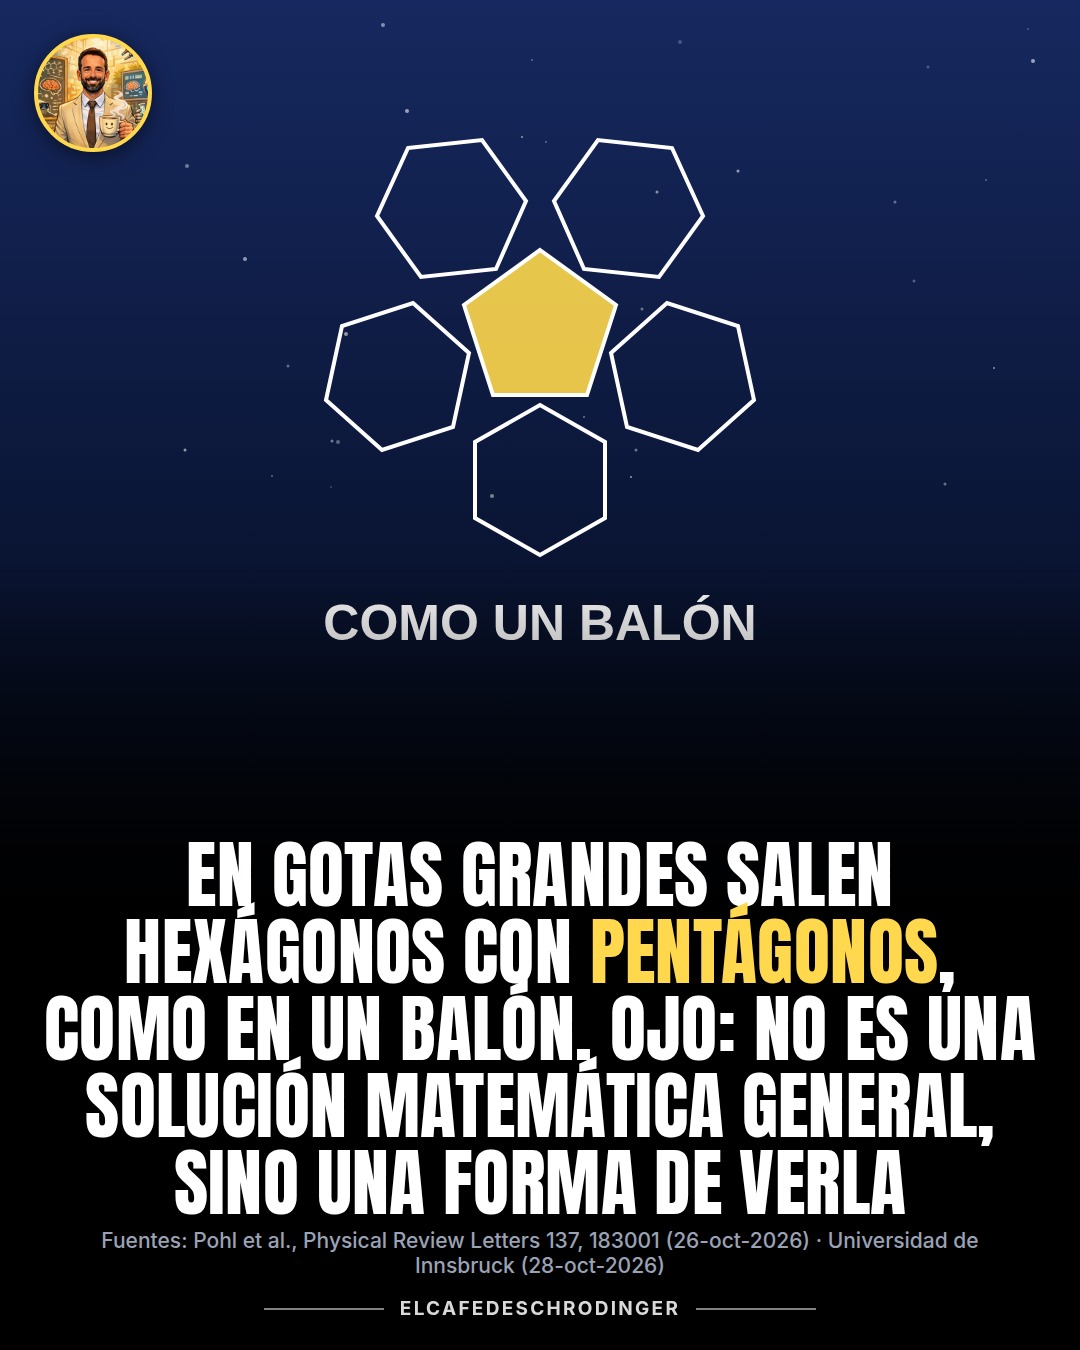 COMO UN BALÓN
EN GOTAS GRANDES SALEN
HEXÁGONOS CON PENTÁGONOS,
COMO EN UN BALÓN. OJO: NO ES UNA
SOLUCIÓN MATEMÁTICA GENERAL,
SINO UNA FORMA DE VERLA
Fuentes: Pohl et al., Physical Review Letters 137, 183001 (26-oct-2026) · Universidad de
Innsbruck (28-oct-2026)
ELCAFEDESCHRODINGER